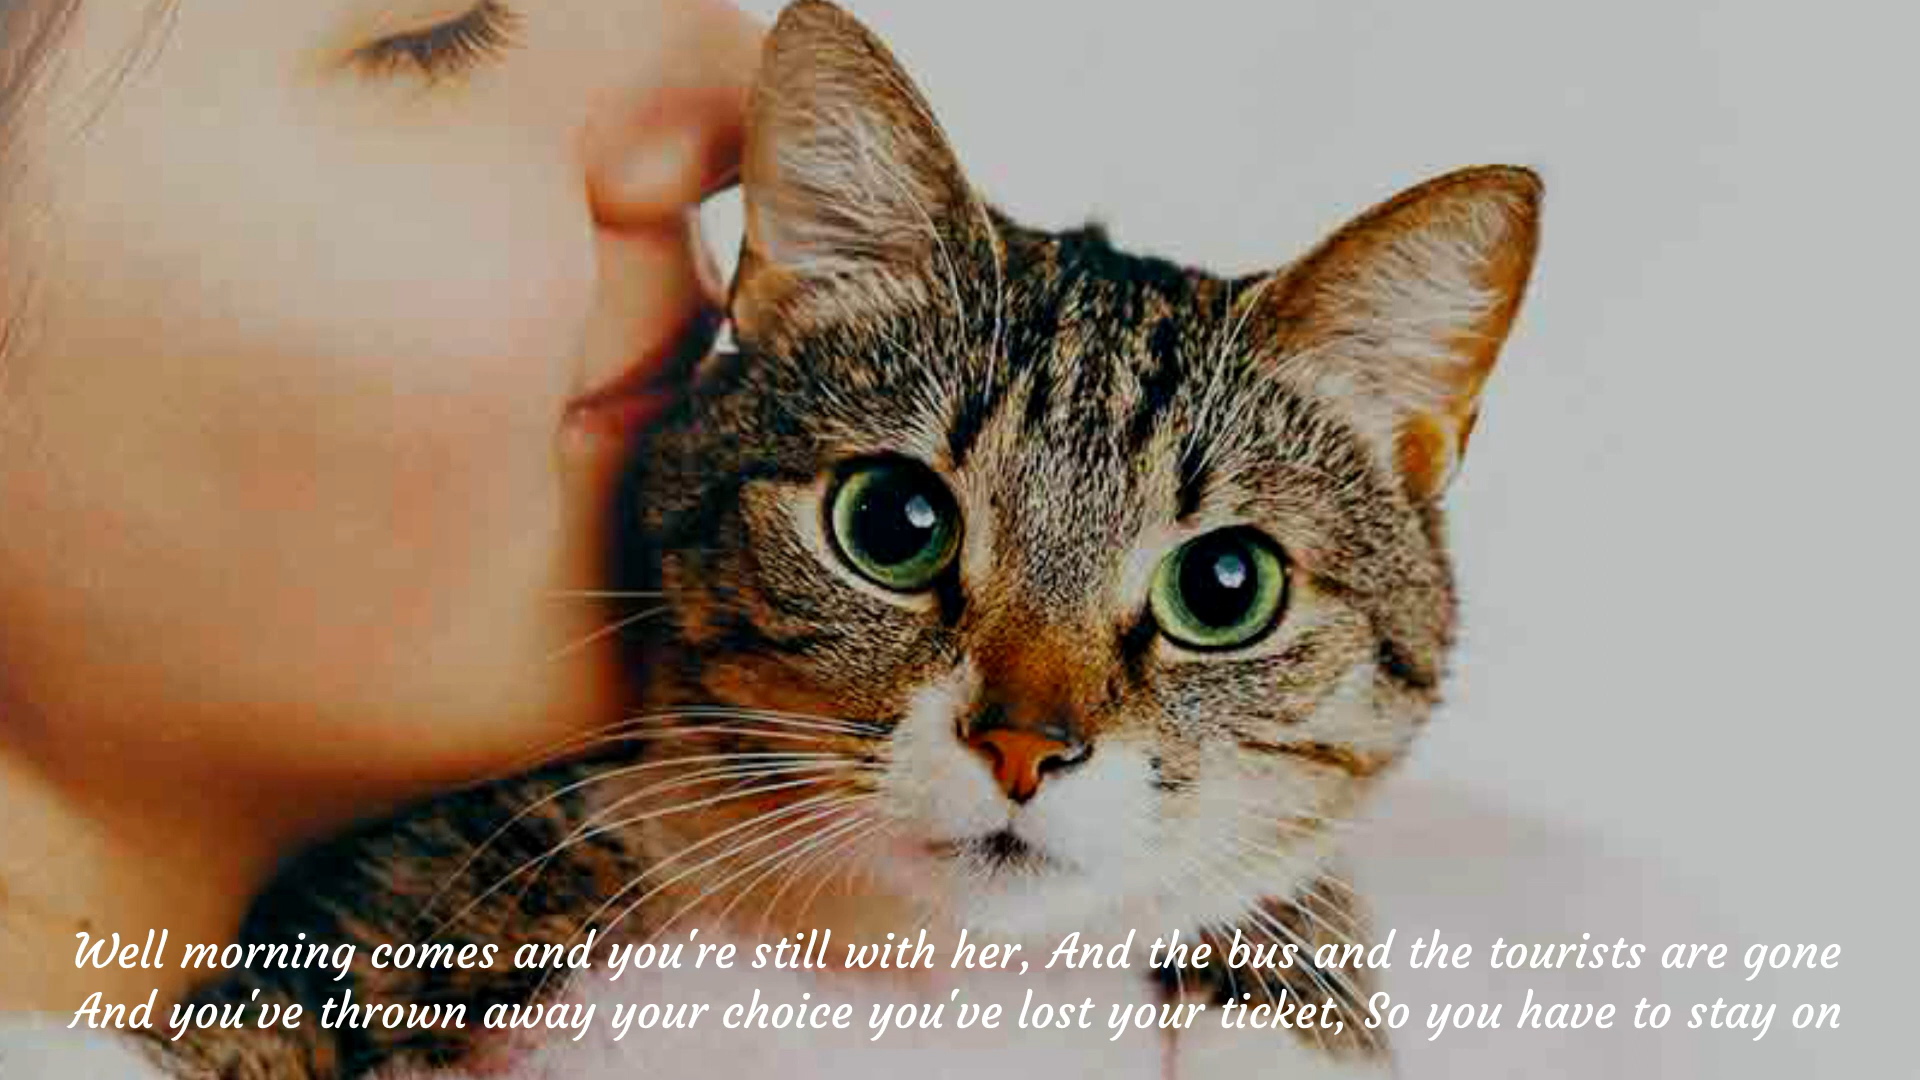 Well morning comes and you're still with her, And the bus and the tourists are gone
And you've thrown away your choice you've lost your ticket, So you have to stay on